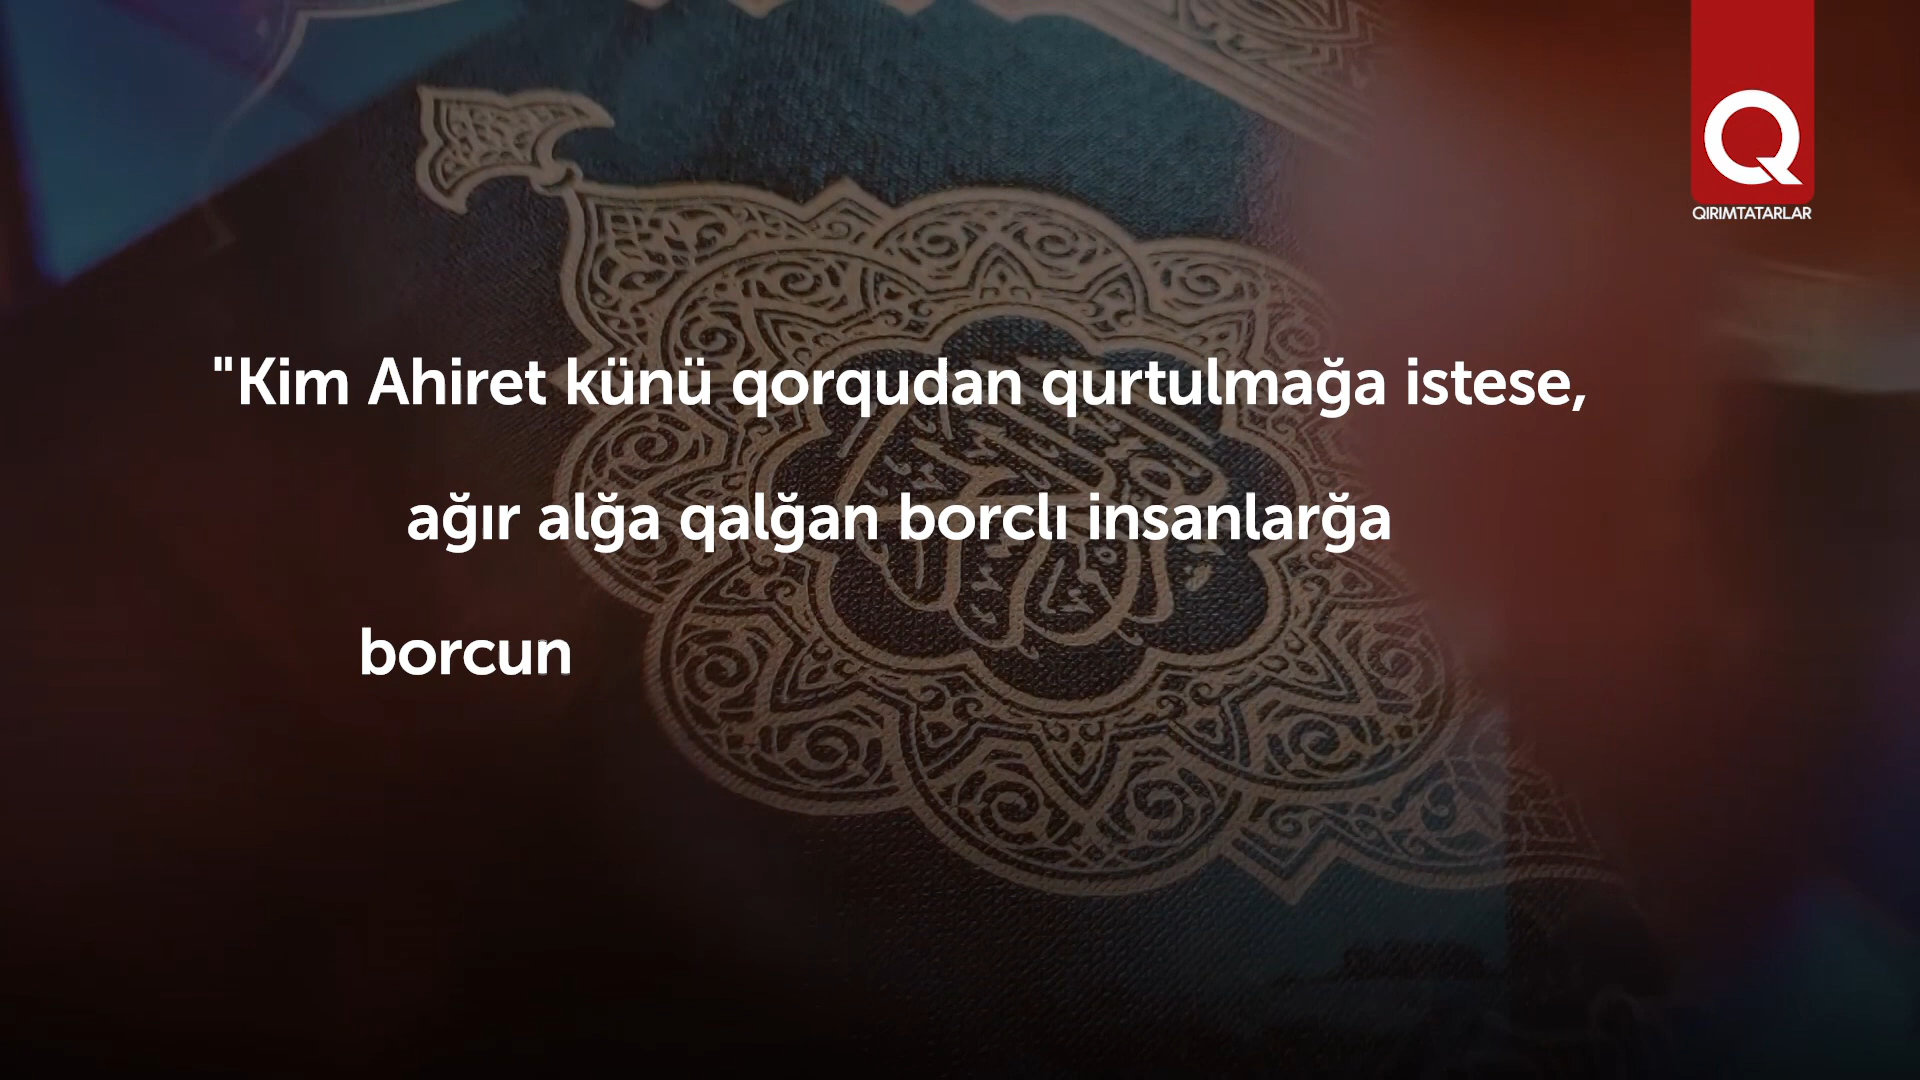 QIRIMTATARLAR
"Kim Ahiret künü qorqudan qurtulmağa istese,
ağır alğa qalğan borclı insanlarğa
borcun